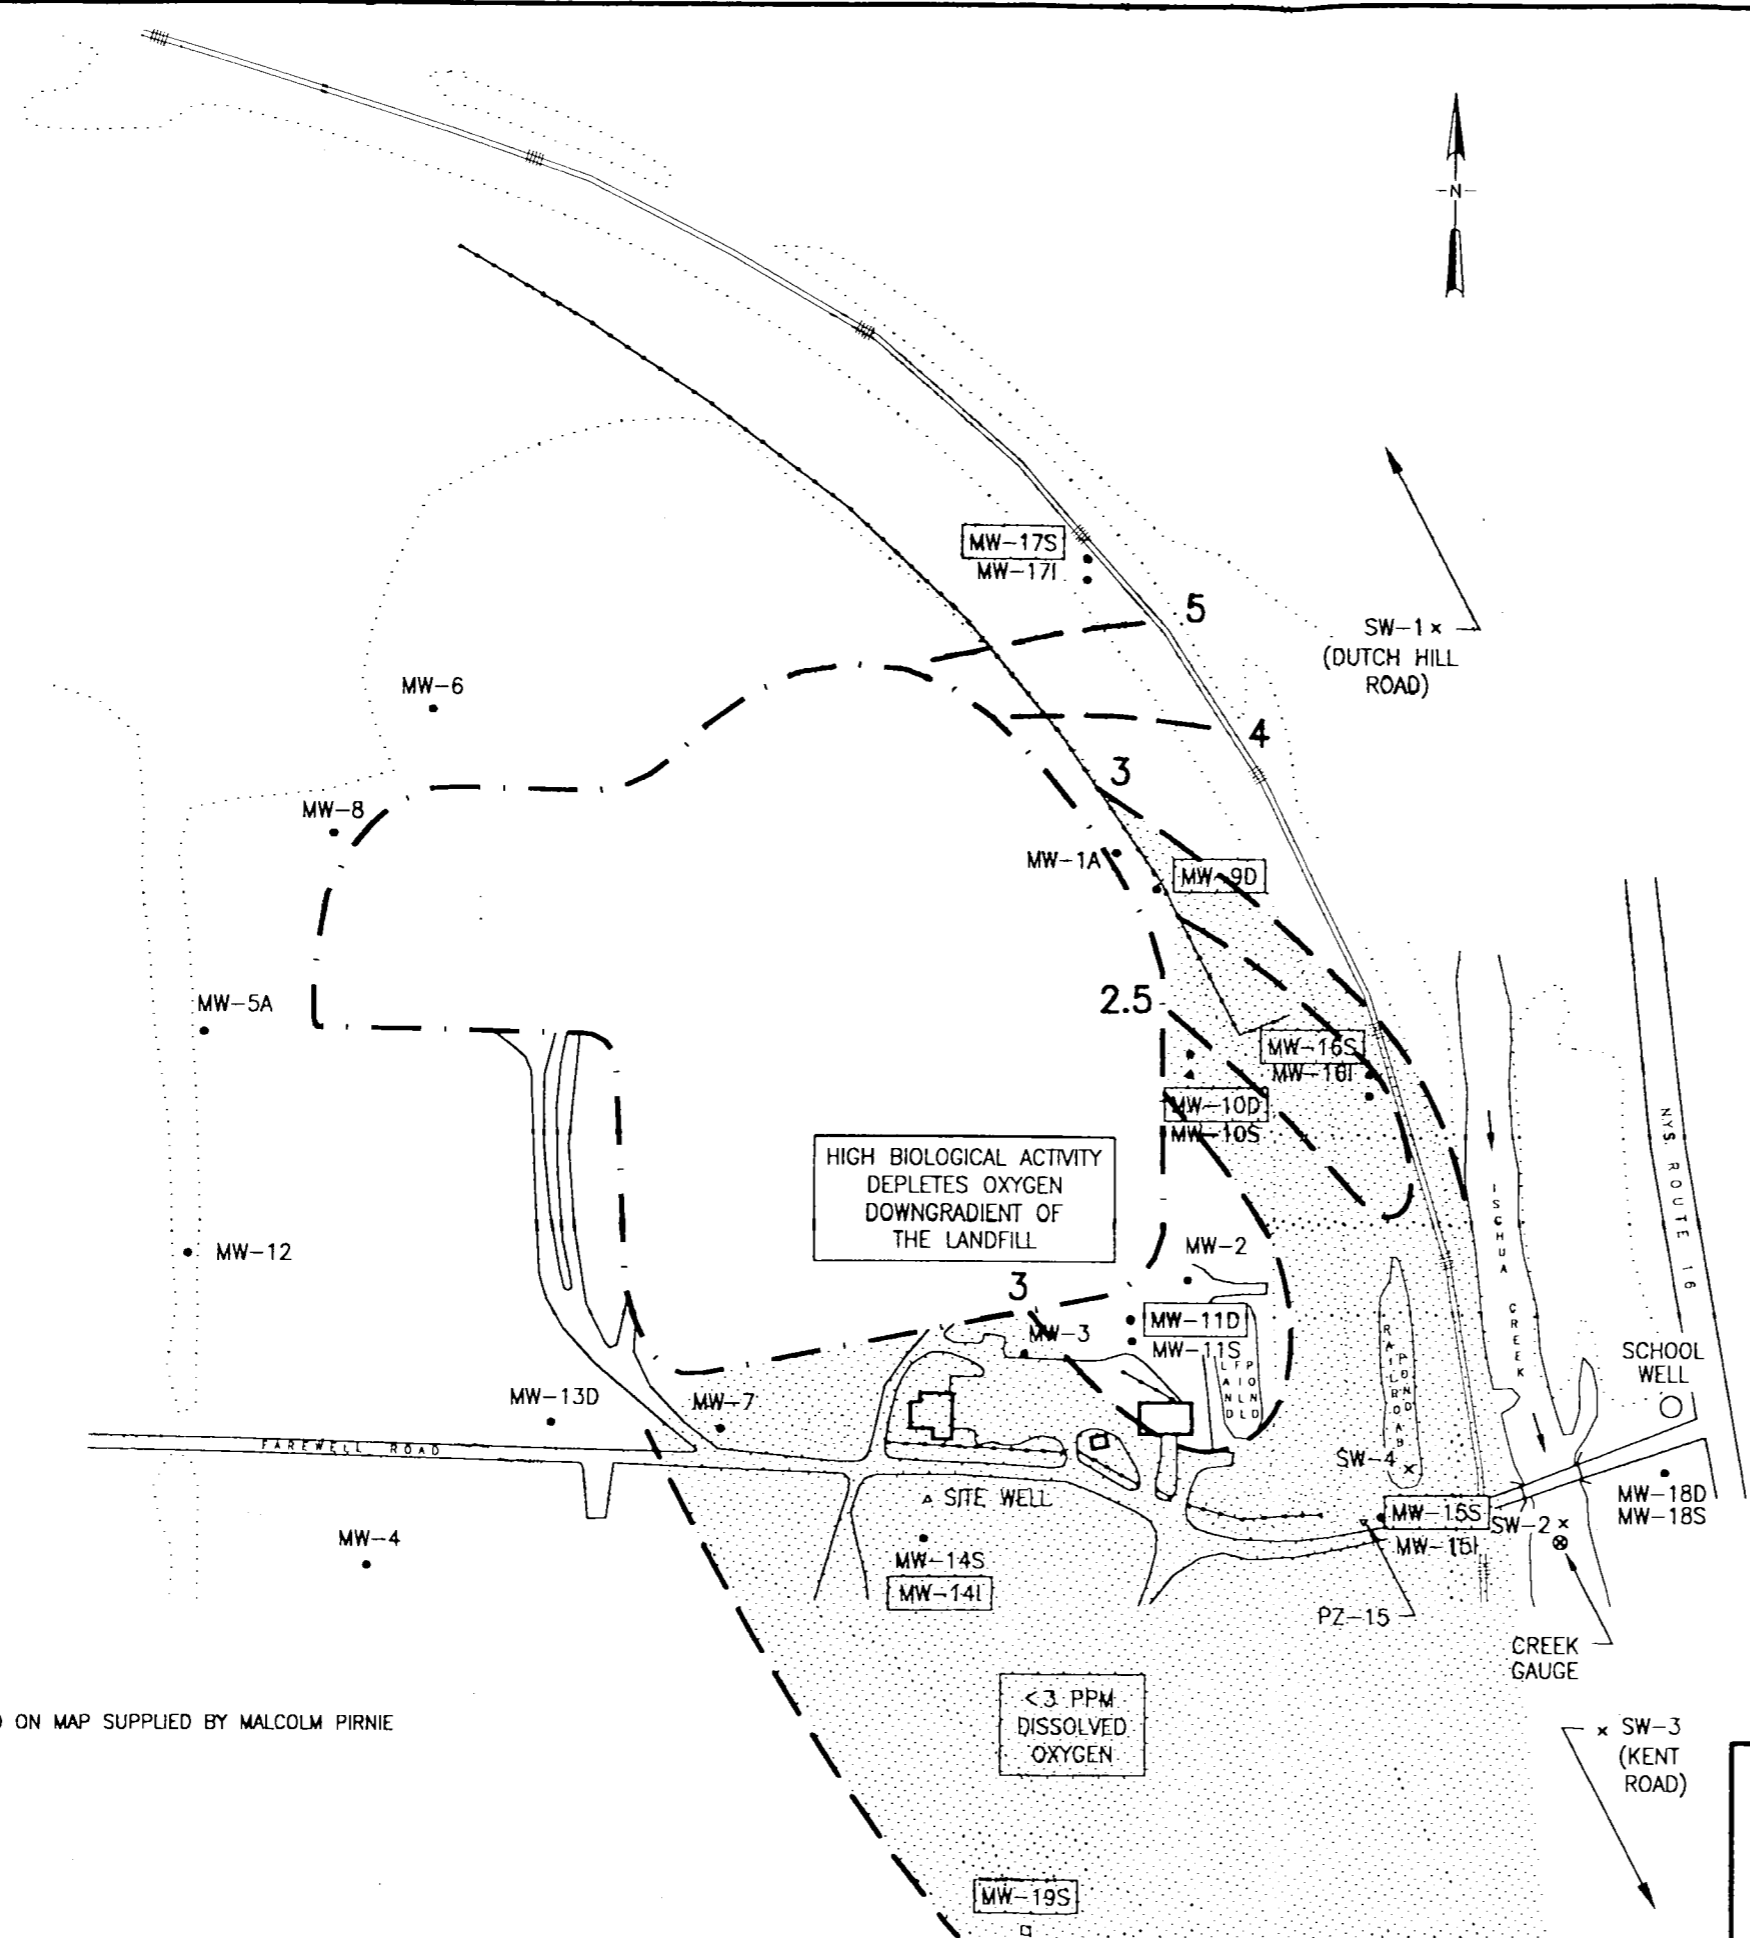 -N-
MW-17S
MW-17I
5
SW-1 x
(DUTCH HILL
ROAD)
MW-6
4
3
MW-8
MW-1A
MW-9D
2.5
MW-5A
MW-16S
MW-16I
MW-10D
MW-10S
NYS ROUTE 16
HIGH BIOLOGICAL ACTIVITY
DEPLETES OXYGEN
DOWNGRADIENT OF
THE LANDFILL
ISCHUA CREEK
MW-12
MW-2
3
MW-3
MW-11D
MW-11S
LANDFILL POND
RAILROAD POND
SCHOOL
WELL
MW-13D
MW-7
FAREWELL ROAD
SW-4 x
SITE WELL
MW-15S
MW-15I
SW-2 x
MW-18D
MW-18S
MW-4
MW-14S
MW-14I
PZ-15
CREEK
GAUGE
<3 PPM
DISSOLVED
OXYGEN
ON MAP SUPPLIED BY MALCOLM PIRNIE
x SW-3
(KENT
ROAD)
MW-19S